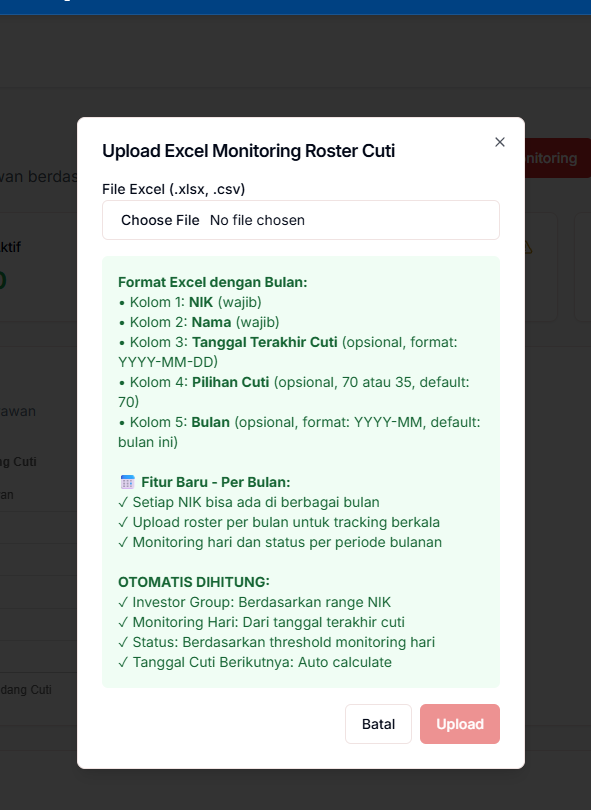 Upload Excel Monitoring Roster Cuti
nitoring
wan berdas
File Excel (.xlsx, .csv)
Choose File No file chosen
ktif
0
Format Excel dengan Bulan:
• Kolom 1: NIK (wajib)
• Kolom 2: Nama (wajib)
• Kolom 3: Tanggal Terakhir Cuti (opsional, format:
YYYY-MM-DD)
• Kolom 4: Pilihan Cuti (opsional, 70 atau 35, default:
70)
• Kolom 5: Bulan (opsional, format: YYYY-MM, default:
bulan ini)
awan
ng Cuti
an
📅 Fitur Baru - Per Bulan:
✓ Setiap NIK bisa ada di berbagai bulan
✓ Upload roster per bulan untuk tracking berkala
✓ Monitoring hari dan status per periode bulanan
OTOMATIS DIHITUNG:
✓ Investor Group: Berdasarkan range NIK
✓ Monitoring Hari: Dari tanggal terakhir cuti
✓ Status: Berdasarkan threshold monitoring hari
✓ Tanggal Cuti Berikutnya: Auto calculate
dang Cuti
Batal
Upload